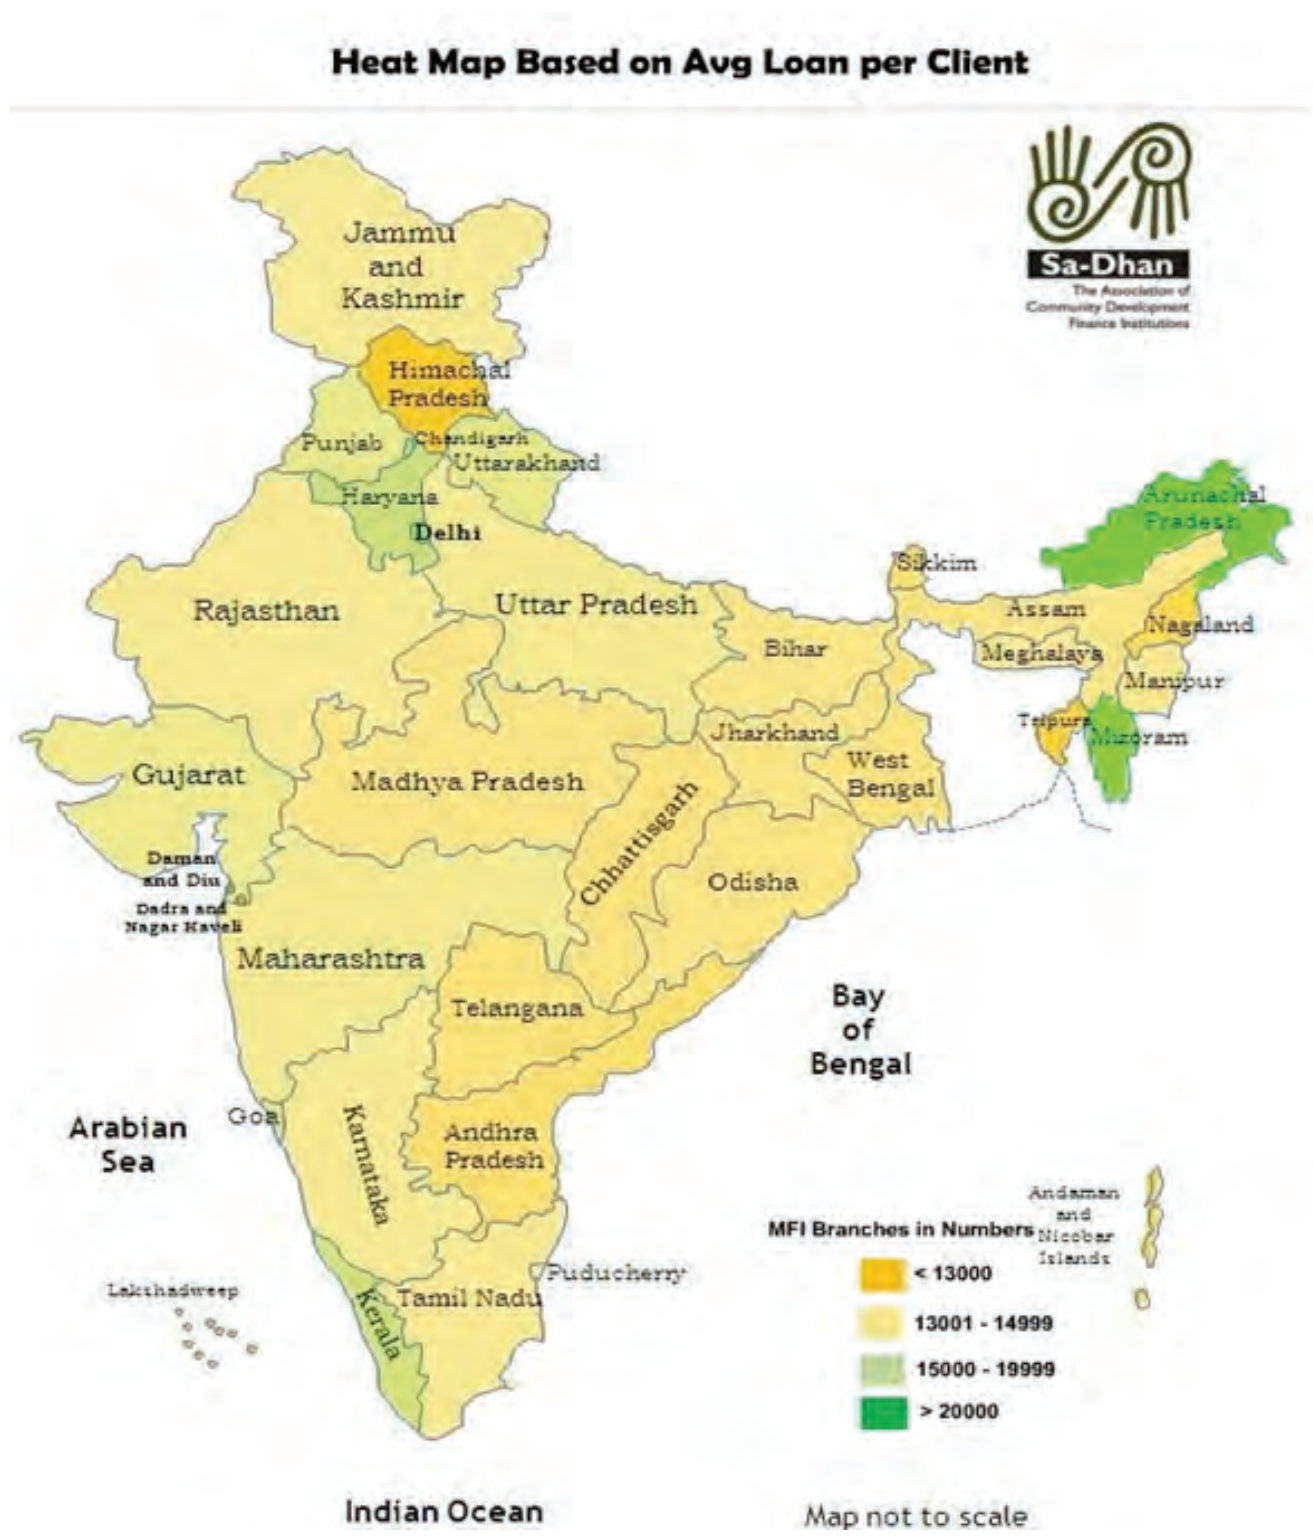 Heat Map Based on Avg Loan per Client
Sa-Dhan
The Association of
Community Development
Finance Institutions
Jammu
and
Kashmir
Himachal
Pradesh
Punjab
Chandigarh
Uttarakhand
Haryana
Delhi
Arunachal
Pradesh
Sikkim
Rajasthan
Uttar Pradesh
Assam
Nagaland
Bihar
Meghalaya
Manipur
Tripura
Mizoram
Jharkhand
West
Bengal
Gujarat
Madhya Pradesh
Chhattisgarh
Daman
and Diu
Dadra and
Nagar Haveli
Odisha
Maharashtra
Telangana
Bay
of
Bengal
Goa
Arabian
Sea
Karnataka
Andhra
Pradesh
Andaman
and
Nicobar
Islands
MFI Branches in Numbers
< 13000
13001 - 14999
15000 - 19999
> 20000
Puducherry
Lakthadweep
Kerala
Tamil Nadu
Indian Ocean
Map not to scale